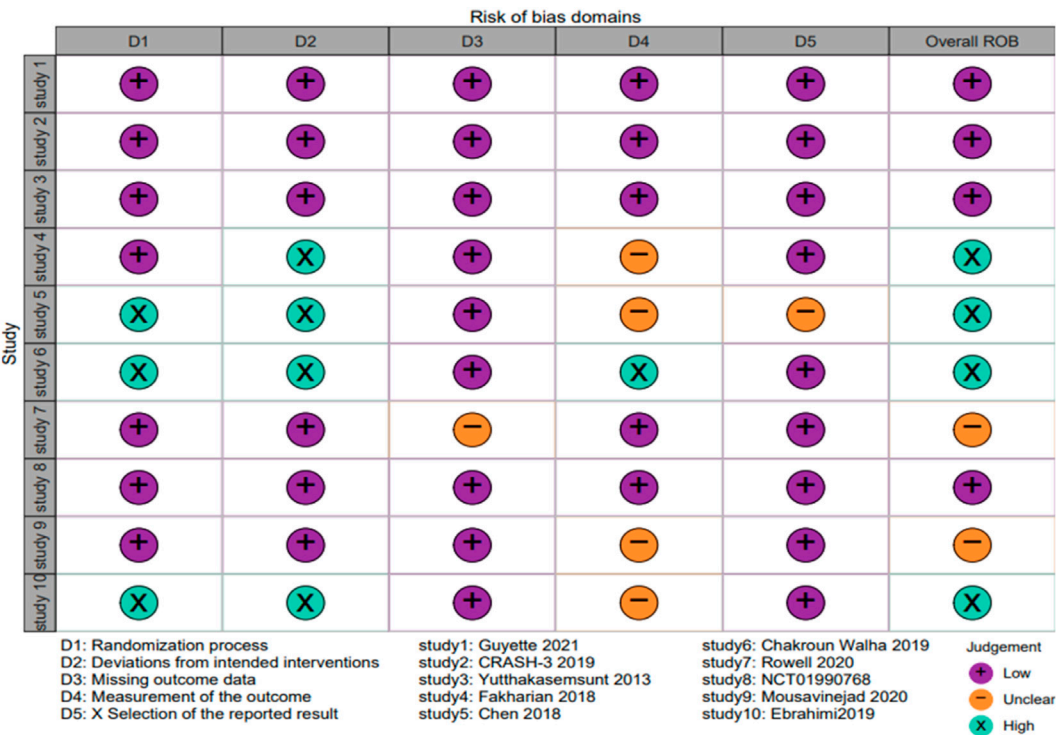 Risk of bias domains
D1 D2 D3 D4 D5 Overall ROB
Study
study 1 + + + + + +
study 2 + + + + + +
study 3 + + + + + +
study 4 + X + − + X
study 5 X X + − − X
study 6 X X + X + X
study 7 + + − + + −
study 8 + + + + + +
study 9 + + + − + −
study 10 X X + − + X
D1: Randomization process
D2: Deviations from intended interventions
D3: Missing outcome data
D4: Measurement of the outcome
D5: X Selection of the reported result
study1: Guyette 2021
study2: CRASH-3 2019
study3: Yutthakasemsunt 2013
study4: Fakharian 2018
study5: Chen 2018
study6: Chakroun Walha 2019
study7: Rowell 2020
study8: NCT01990768
study9: Mousavinejad 2020
study10: Ebrahimi2019
Judgement
+ Low
− Unclear
X High